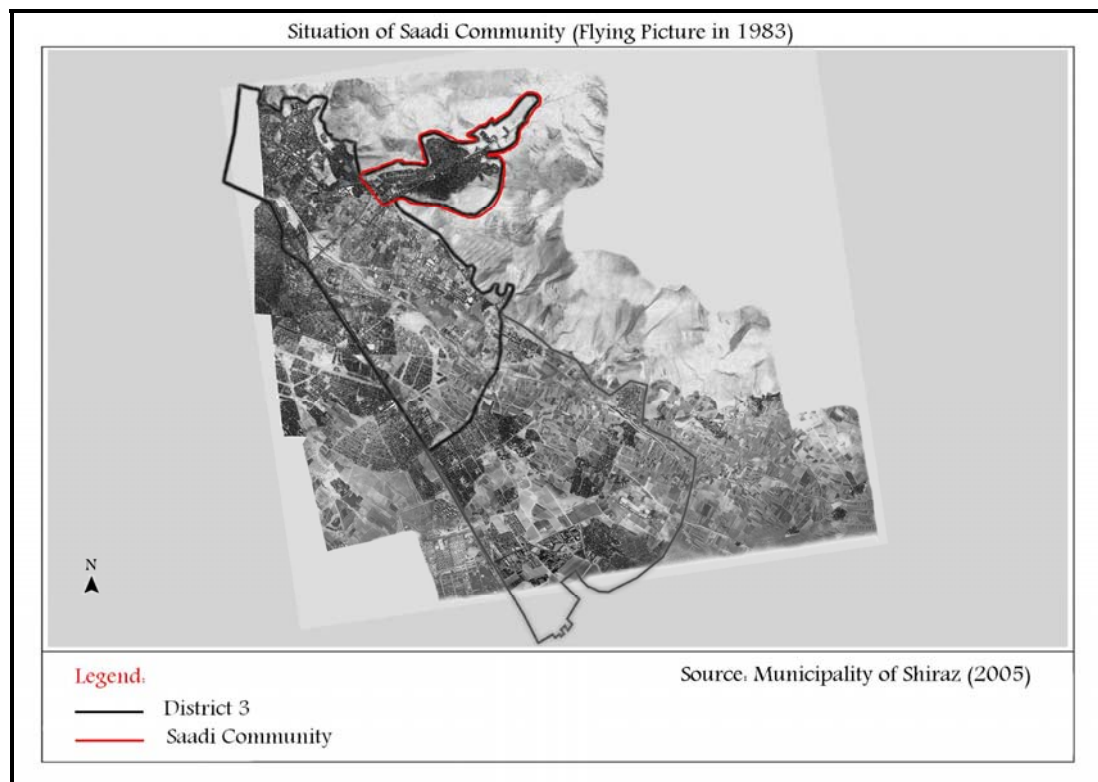 Situation of Saadi Community (Flying Picture in 1983)
N
Legend:
Source: Municipality of Shiraz (2005)
District 3
Saadi Community